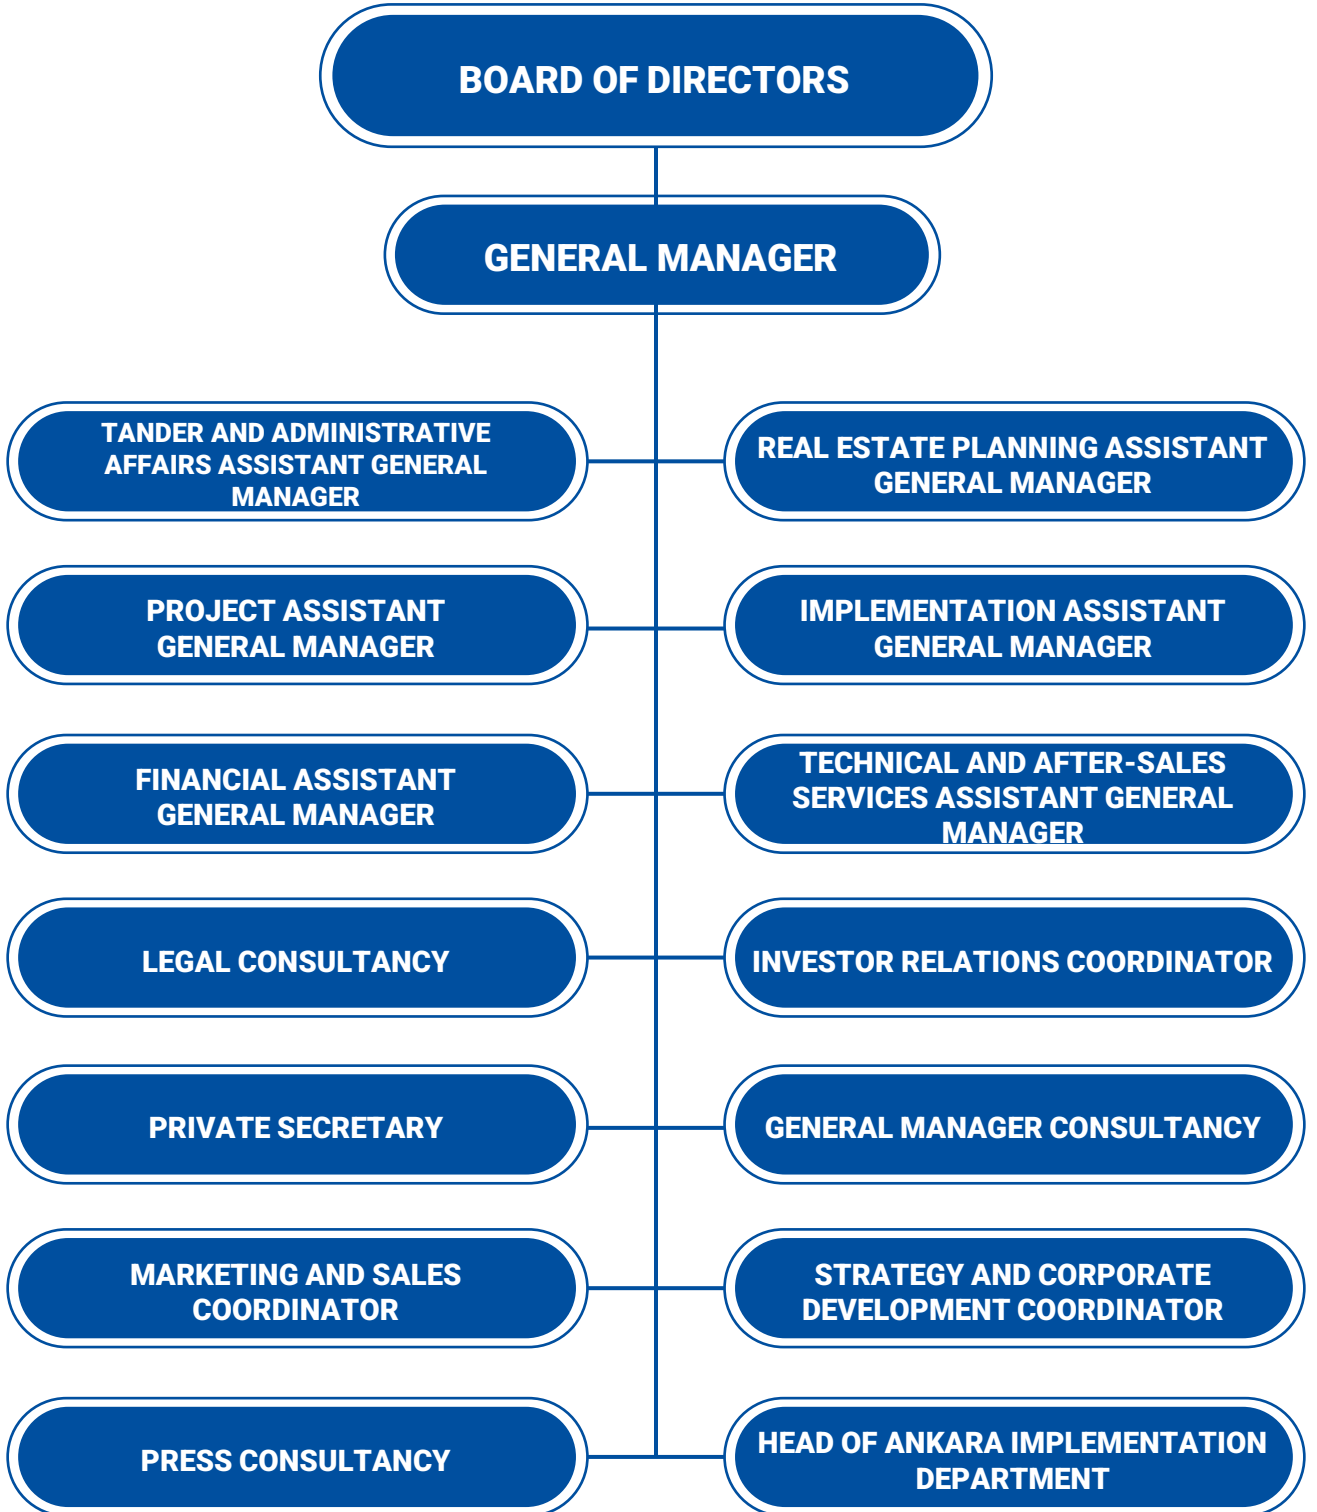 BOARD OF DIRECTORS
GENERAL MANAGER
TANDER AND ADMINISTRATIVE
AFFAIRS ASSISTANT GENERAL
MANAGER
REAL ESTATE PLANNING ASSISTANT
GENERAL MANAGER
PROJECT ASSISTANT
GENERAL MANAGER
IMPLEMENTATION ASSISTANT
GENERAL MANAGER
FINANCIAL ASSISTANT
GENERAL MANAGER
TECHNICAL AND AFTER-SALES
SERVICES ASSISTANT GENERAL
MANAGER
LEGAL CONSULTANCY
INVESTOR RELATIONS COORDINATOR
PRIVATE SECRETARY
GENERAL MANAGER CONSULTANCY
MARKETING AND SALES
COORDINATOR
STRATEGY AND CORPORATE
DEVELOPMENT COORDINATOR
PRESS CONSULTANCY
HEAD OF ANKARA IMPLEMENTATION
DEPARTMENT